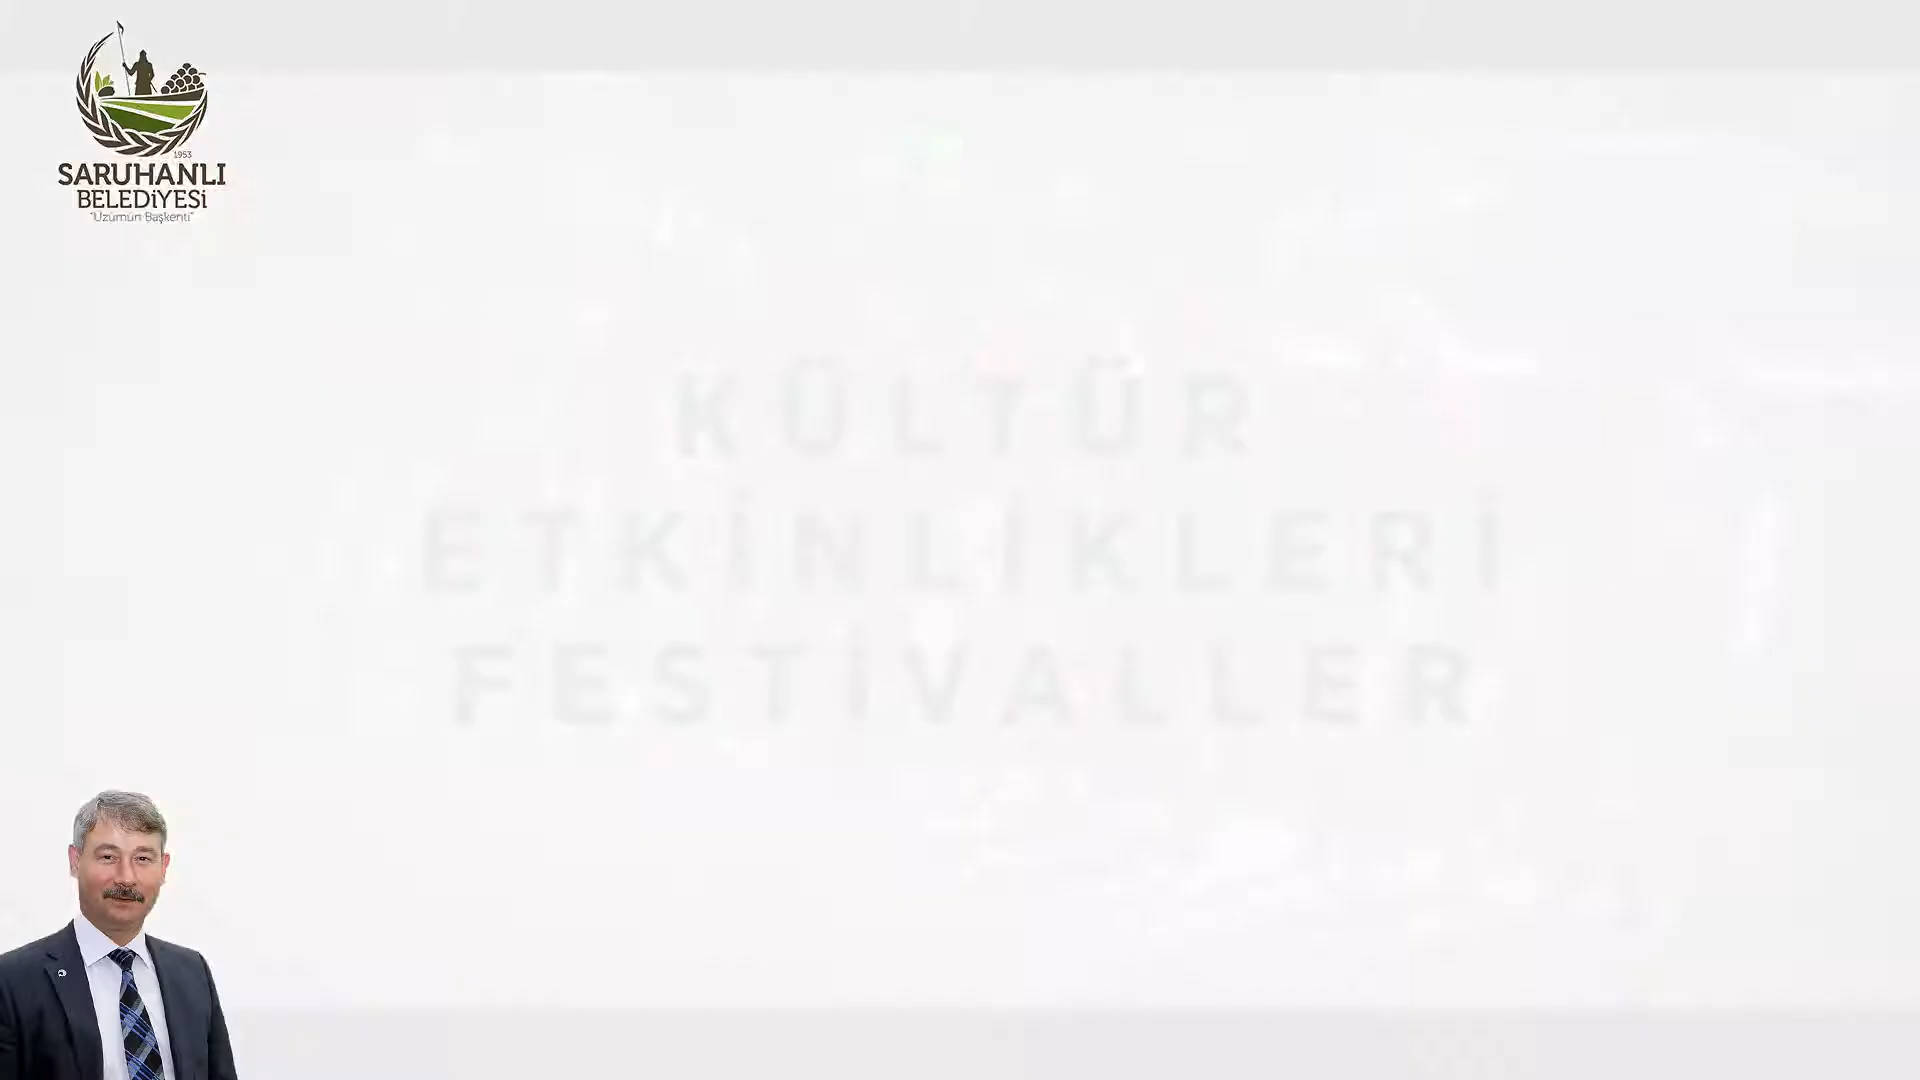 1953
SARUHANLI
BELEDİYESİ
"Üzümün Başkenti"
KÜLTÜR
ETKİNLİKLERİ
FESTİVALLER